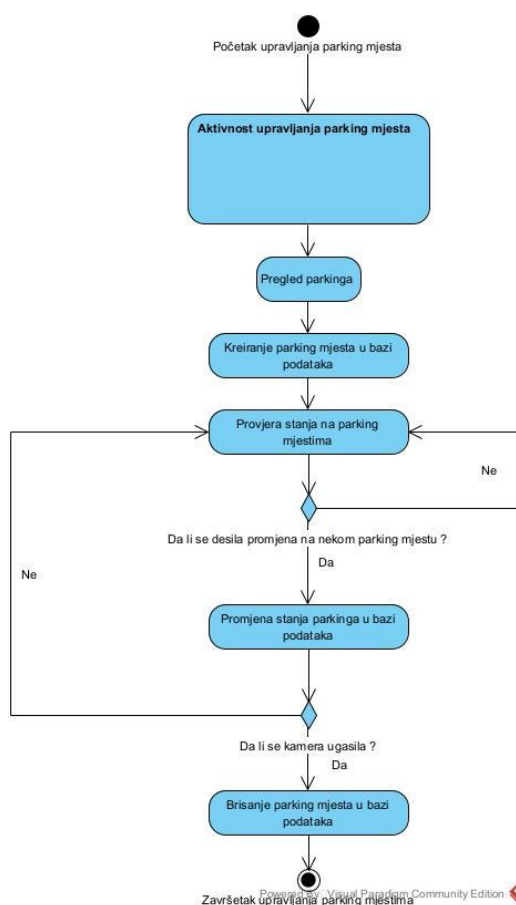 Početak upravljanja parking mjesta
Aktivnost upravljanja parking mjesta
Pregled parkinga
Kreiranje parking mjesta u bazi
podataka
Provjera stanja na parking
mjestima
Ne
Da li se desila promjena na nekom parking mjestu ?
Da
Ne
Promjena stanja parkinga u bazi
podataka
Da li se kamera ugasila ?
Da
Brisanje parking mjesta u bazi
podataka
Powered By Visual Paradigm Community Edition
Završetak upravljanja parking mjestima